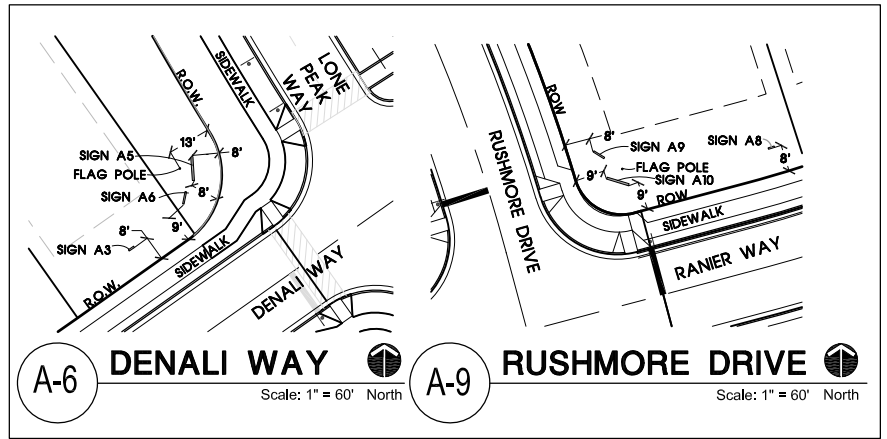 LONE
PEAK
WAY
SIDEWALK
R.O.W.
13'
SIGN A5
8'
FLAG POLE
SIGN A6
8'
9'
8'
SIGN A3
SIDEWALK
R.O.W.
DENALI WAY
A-6
DENALI WAY
Scale: 1" = 60' North
ROW
8'
SIGN A9
SIGN A8
FLAG POLE
8'
9'
SIGN A10
9'
ROW
SIDEWALK
RUSHMORE DRIVE
RANIER WAY
A-9
RUSHMORE DRIVE
Scale: 1" = 60' North